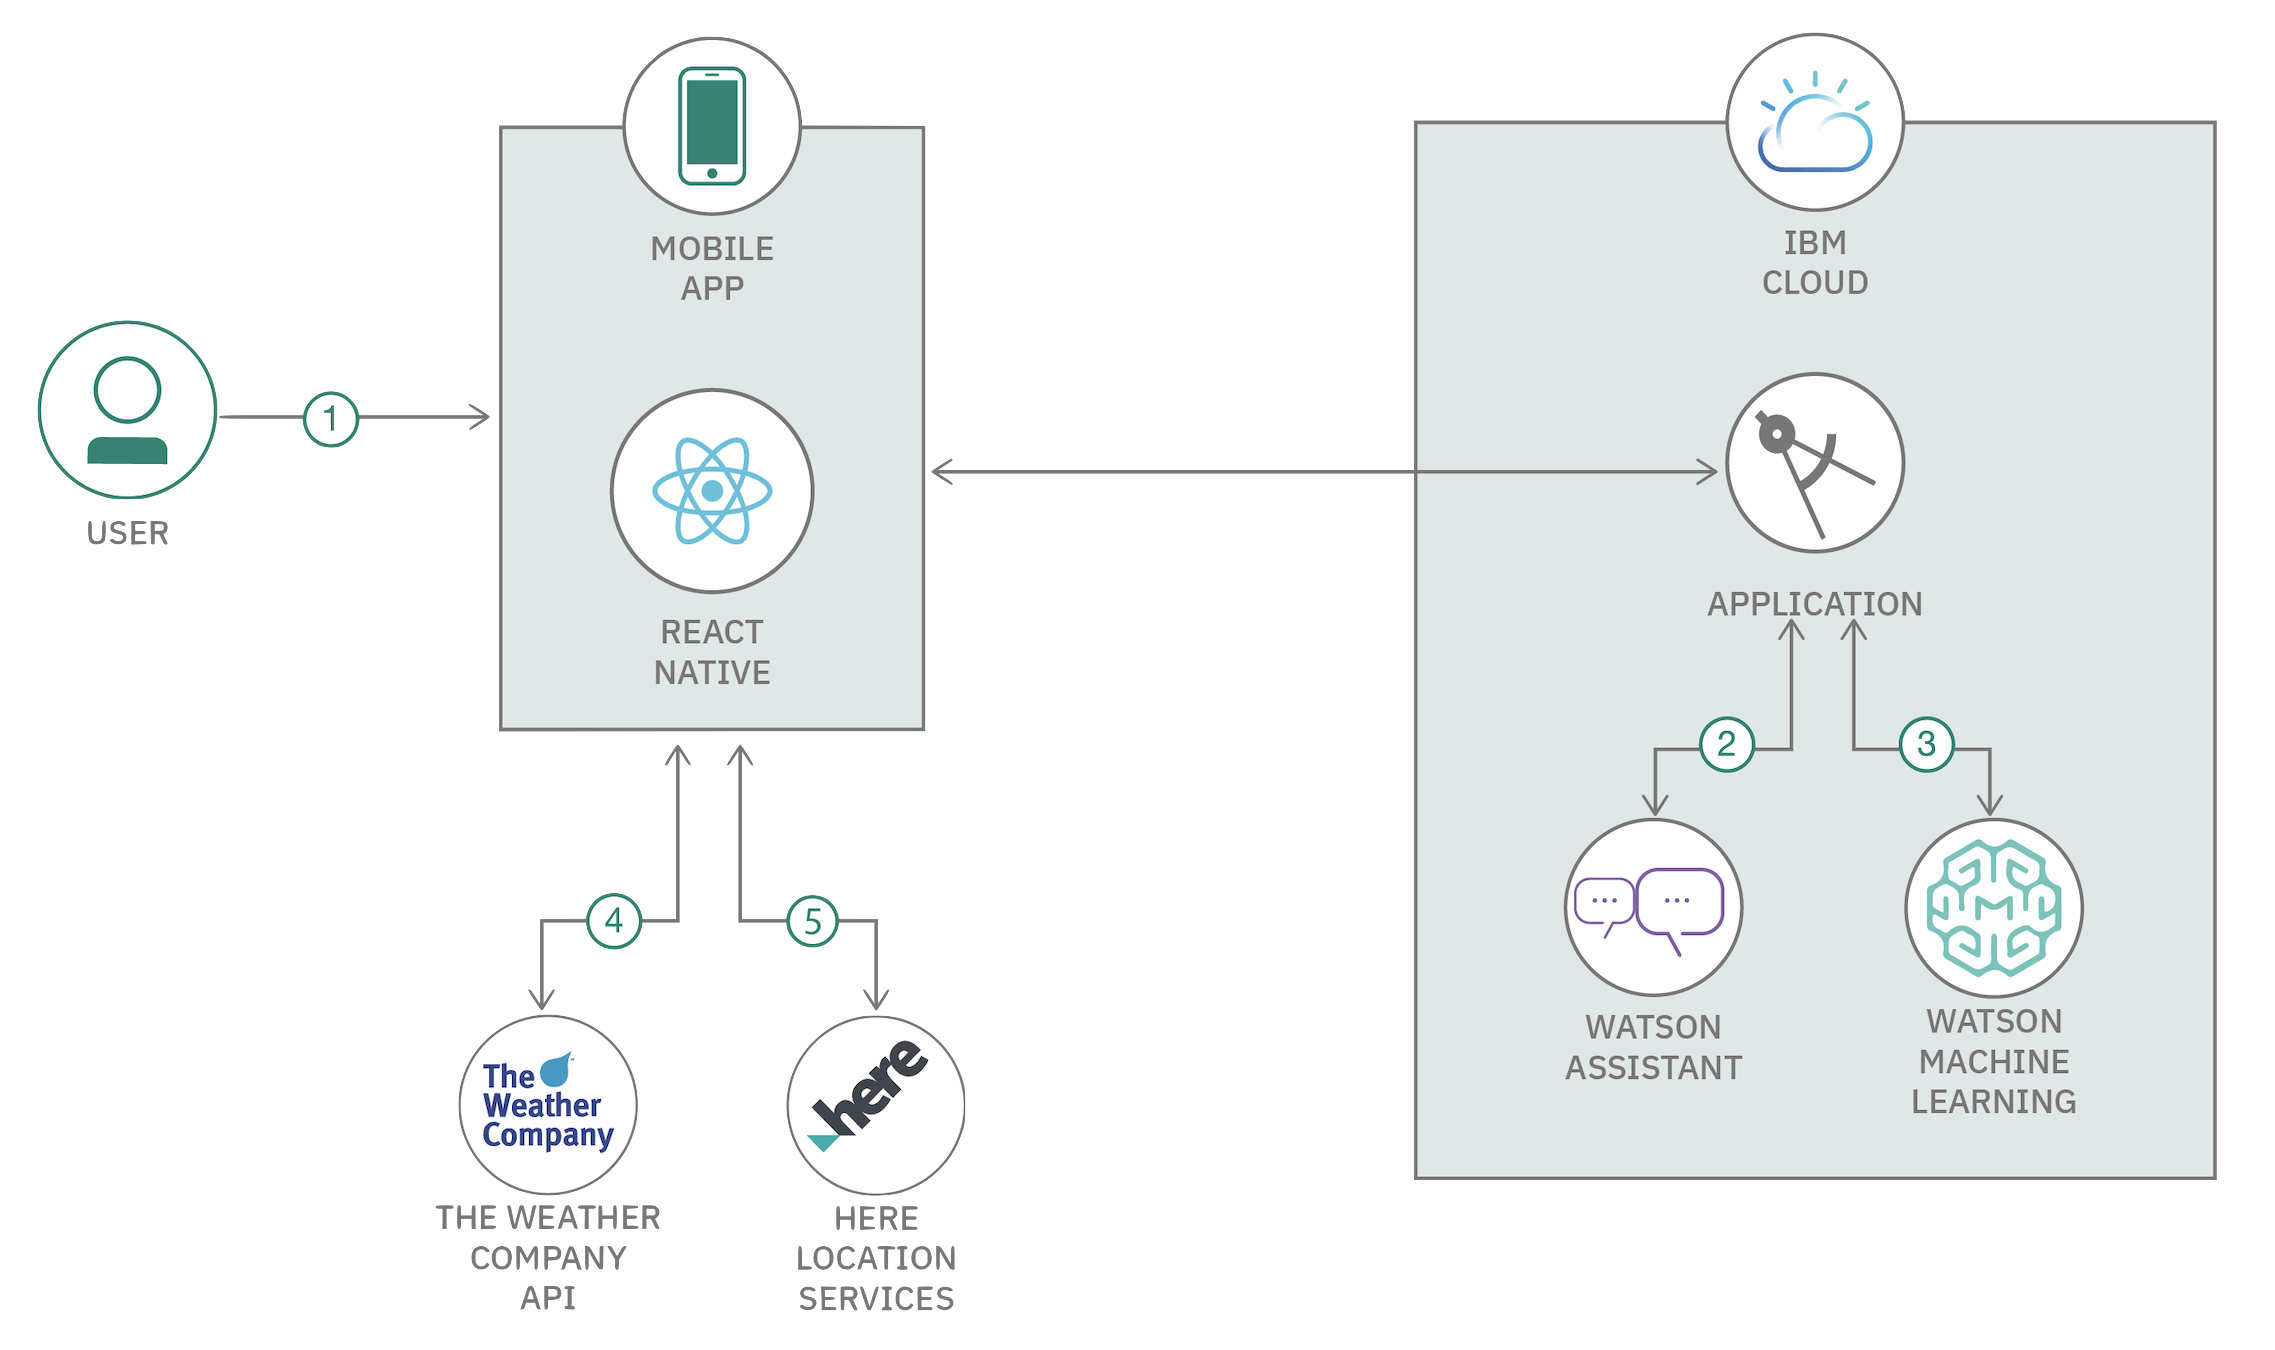 MOBILE
APP
IBM
CLOUD
1
USER
REACT
NATIVE
APPLICATION
2
3
WATSON
ASSISTANT
M
WATSON
MACHINE
LEARNING
4
5
The
Weather
Company
here
THE WEATHER
COMPANY
API
HERE
LOCATION
SERVICES